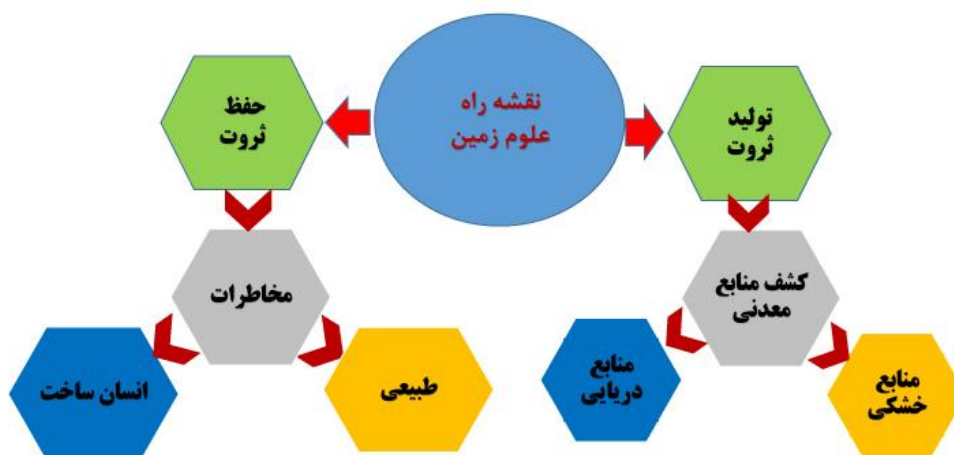 نقشه راه
علوم زمین
تولید
ثروت
حفظ
ثروت
کشف منابع
معدنی
مخاطرات
منابع
خشکی
منابع
دریایی
طبیعی
انسان ساخت